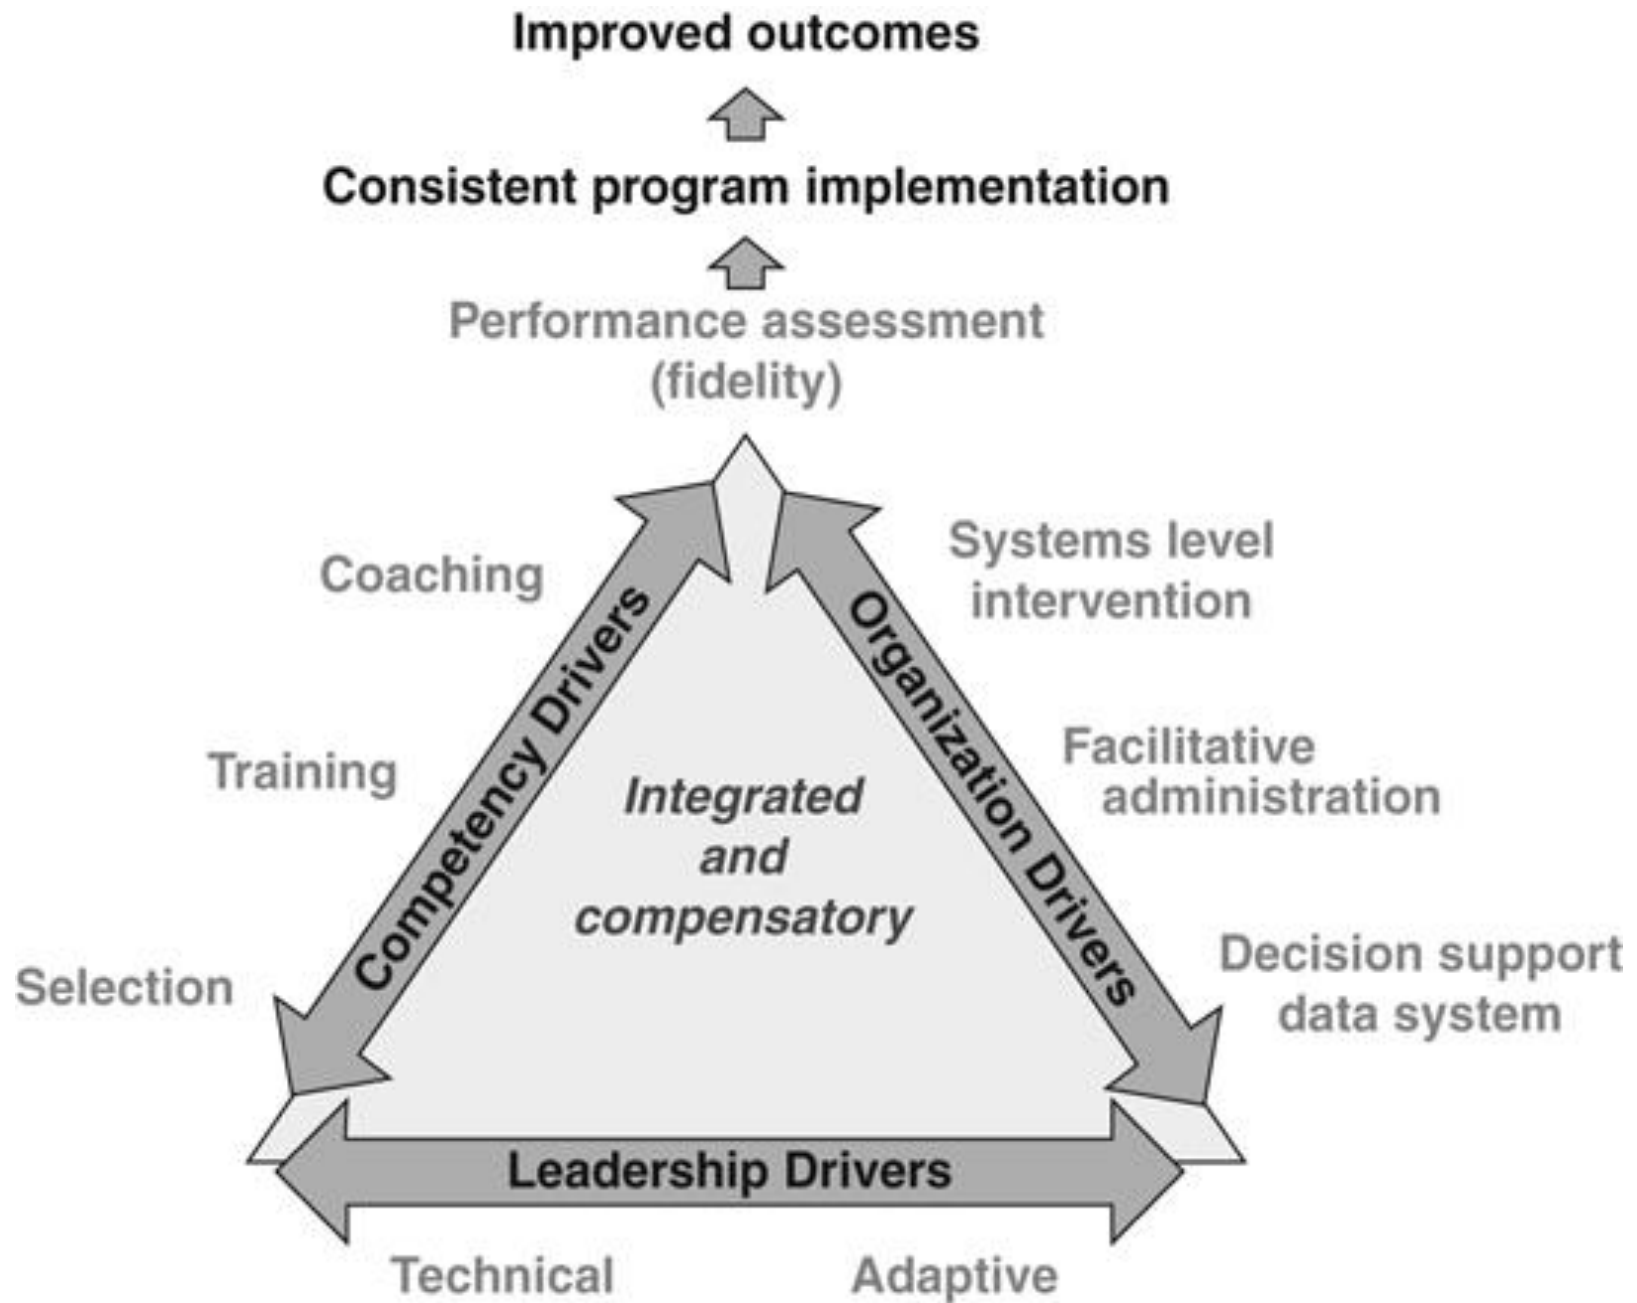 Improved outcomes
Consistent program implementation
Performance assessment
(fidelity)
Coaching
Training
Selection
Competency Drivers
Integrated
and
compensatory
Organization Drivers
Systems level
intervention
Facilitative
administration
Decision support
data system
Leadership Drivers
Technical
Adaptive